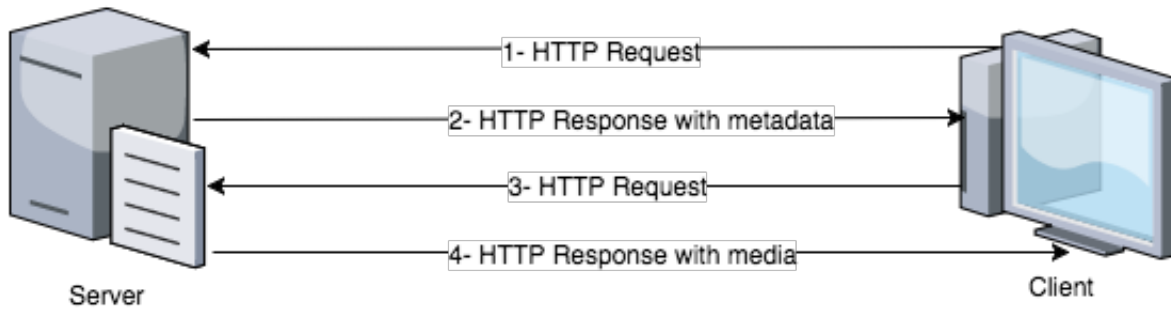 1- HTTP Request
2- HTTP Response with metadata
3- HTTP Request
4- HTTP Response with media
Server
Client